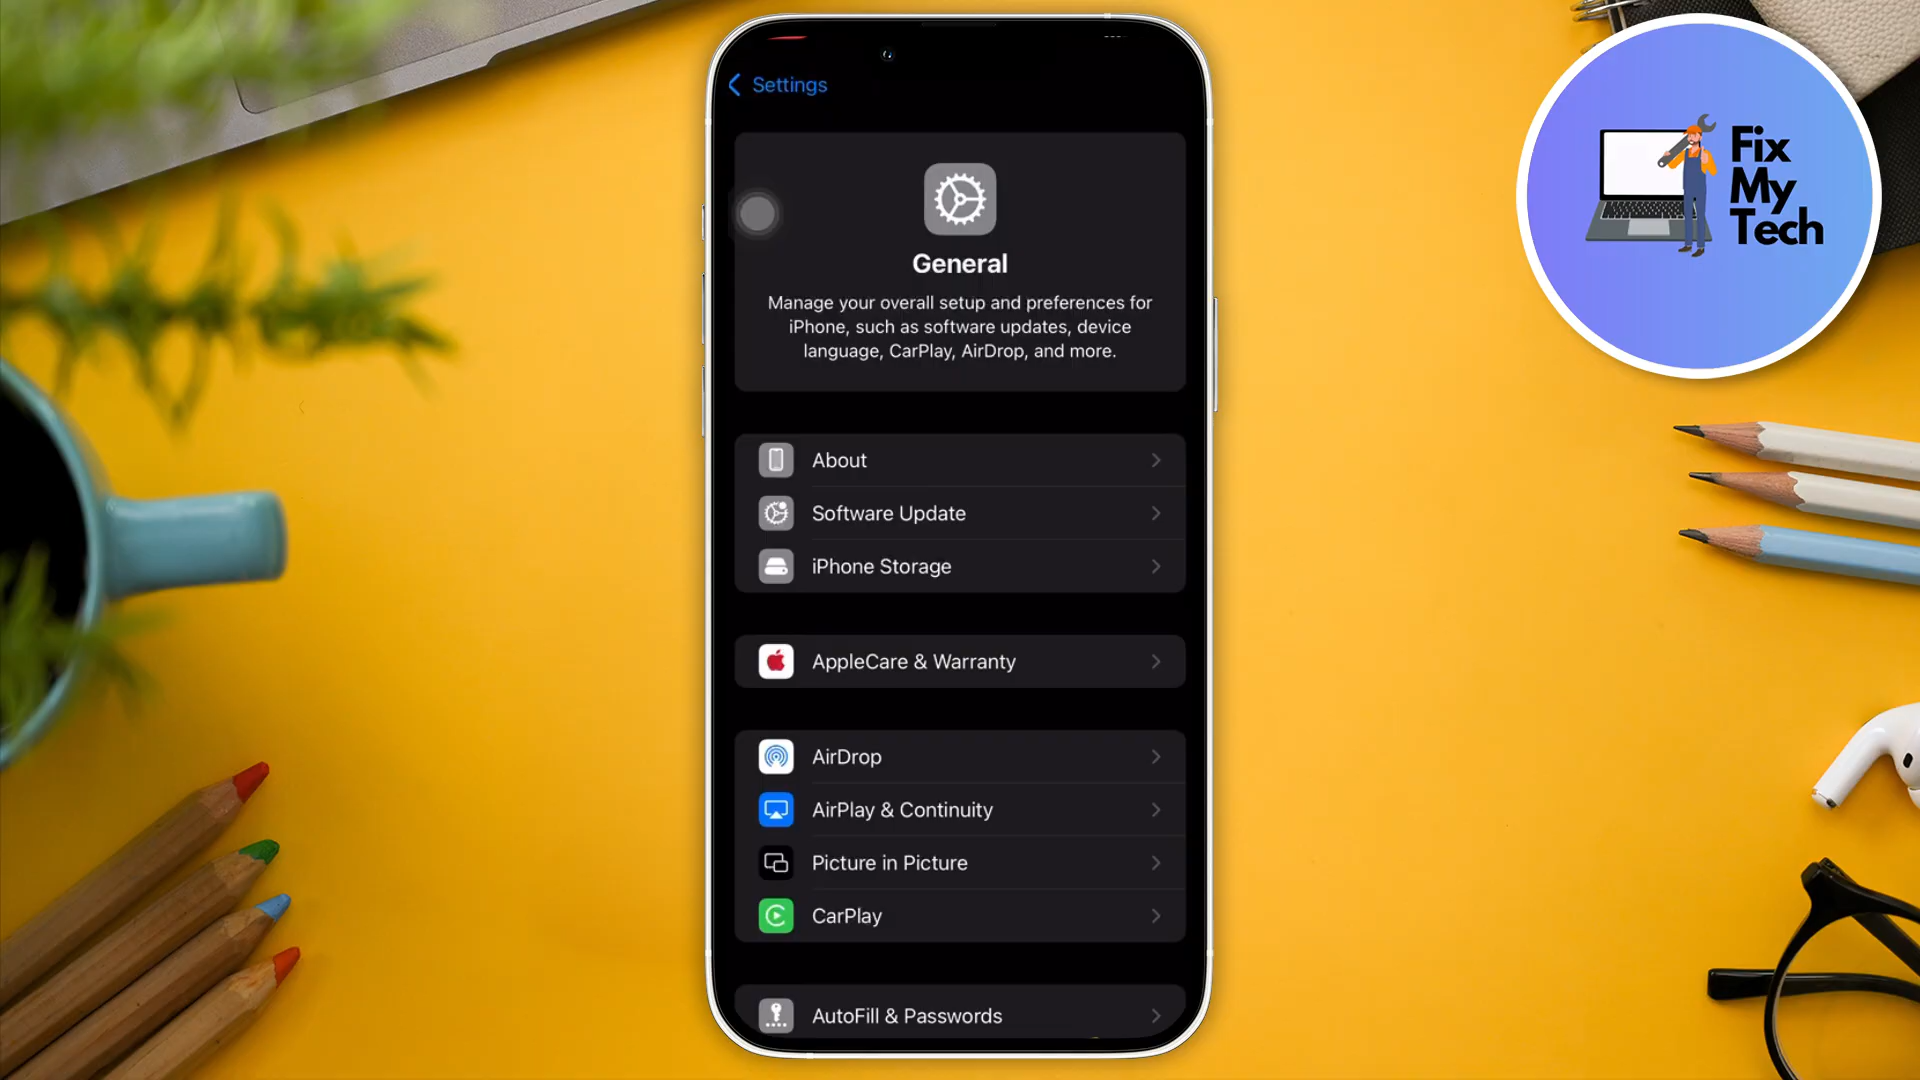 Settings
General
Manage your overall setup and preferences for
iPhone, such as software updates, device
language, CarPlay, AirDrop, and more.
About
Software Update
iPhone Storage
AppleCare & Warranty
AirDrop
AirPlay & Continuity
Picture in Picture
CarPlay
AutoFill & Passwords
Fix
My
Tech